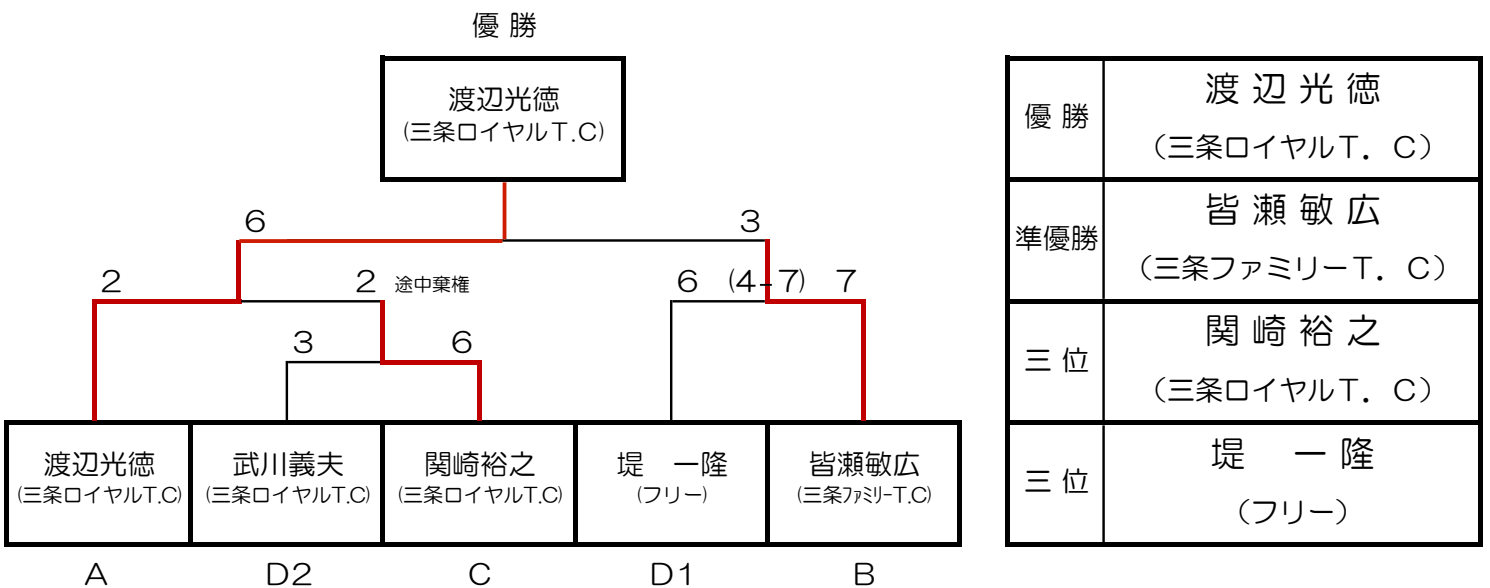 優 勝
渡辺光徳
(三条ロイヤルT.C)
6
3
2
2 途中棄権
6 (4-7) 7
3
6
渡辺光徳
(三条ロイヤルT.C)
武川義夫
(三条ロイヤルT.C)
関崎裕之
(三条ロイヤルT.C)
堤　一隆
(フリー)
皆瀬敏広
(三条ファミリーT.C)
A
D2
C
D1
B
優 勝
渡 辺 光 徳
（三条ロイヤルT．C）
準優勝
皆 瀬 敏 広
（三条ファミリーT．C）
三 位
関 崎 裕 之
（三条ロイヤルT．C）
三 位
堤　一 隆
（フリー）